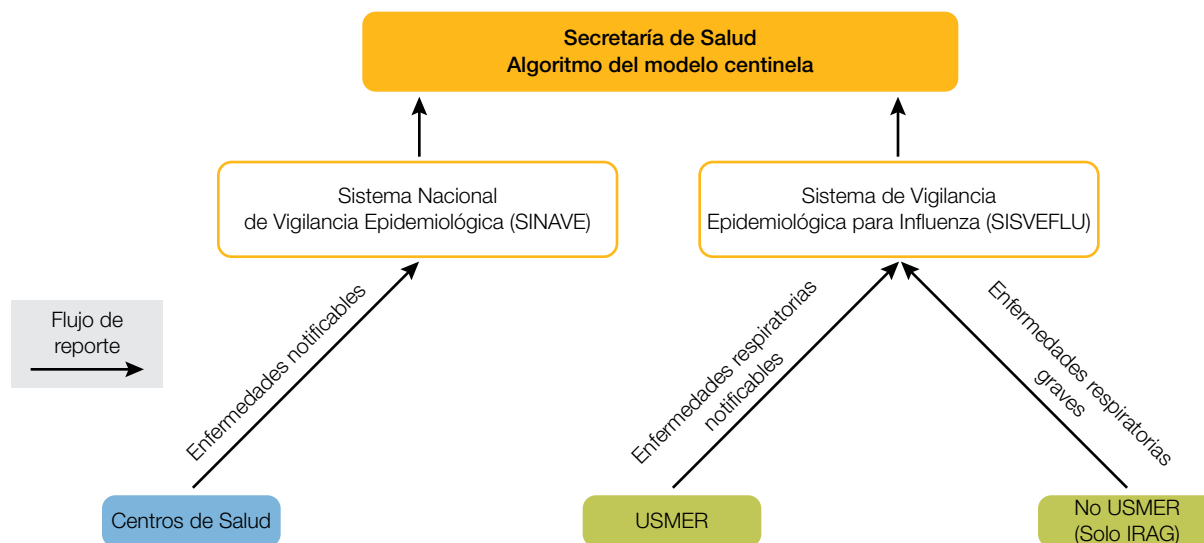 Secretaría de Salud
Algoritmo del modelo centinela
Sistema Nacional
de Vigilancia Epidemiológica (SINAVE)
Sistema de Vigilancia
Epidemiológica para Influenza (SISVEFLU)
Flujo de
reporte
Enfermedades notificables
Enfermedades respiratorias
notificables
Enfermedades respiratorias
graves
Centros de Salud
USMER
No USMER
(Solo IRAG)